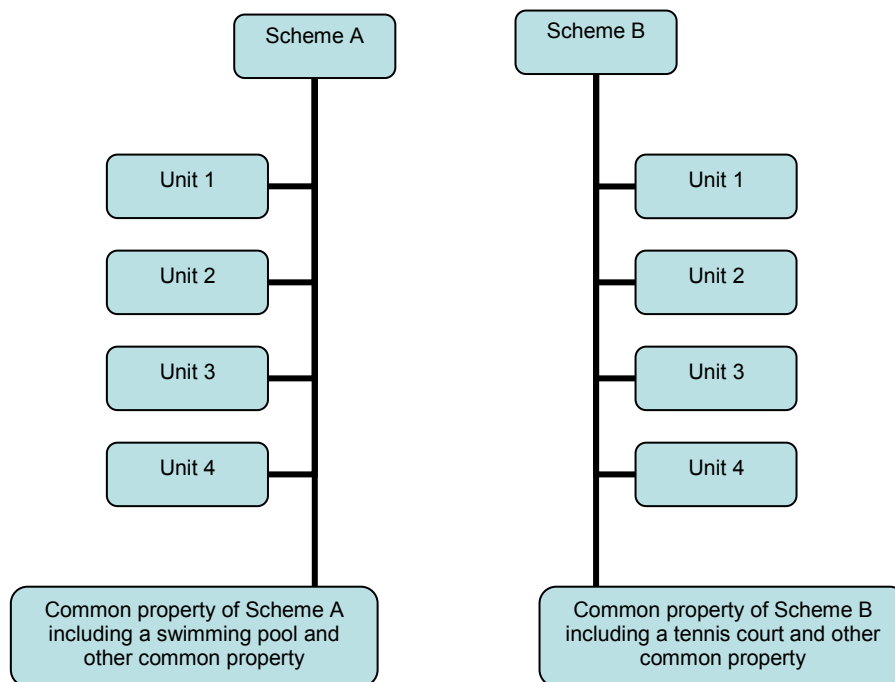 Scheme A
Unit 1
Unit 2
Unit 3
Unit 4
Common property of Scheme A
including a swimming pool and
other common property
Scheme B
Unit 1
Unit 2
Unit 3
Unit 4
Common property of Scheme B
including a tennis court and other
common property